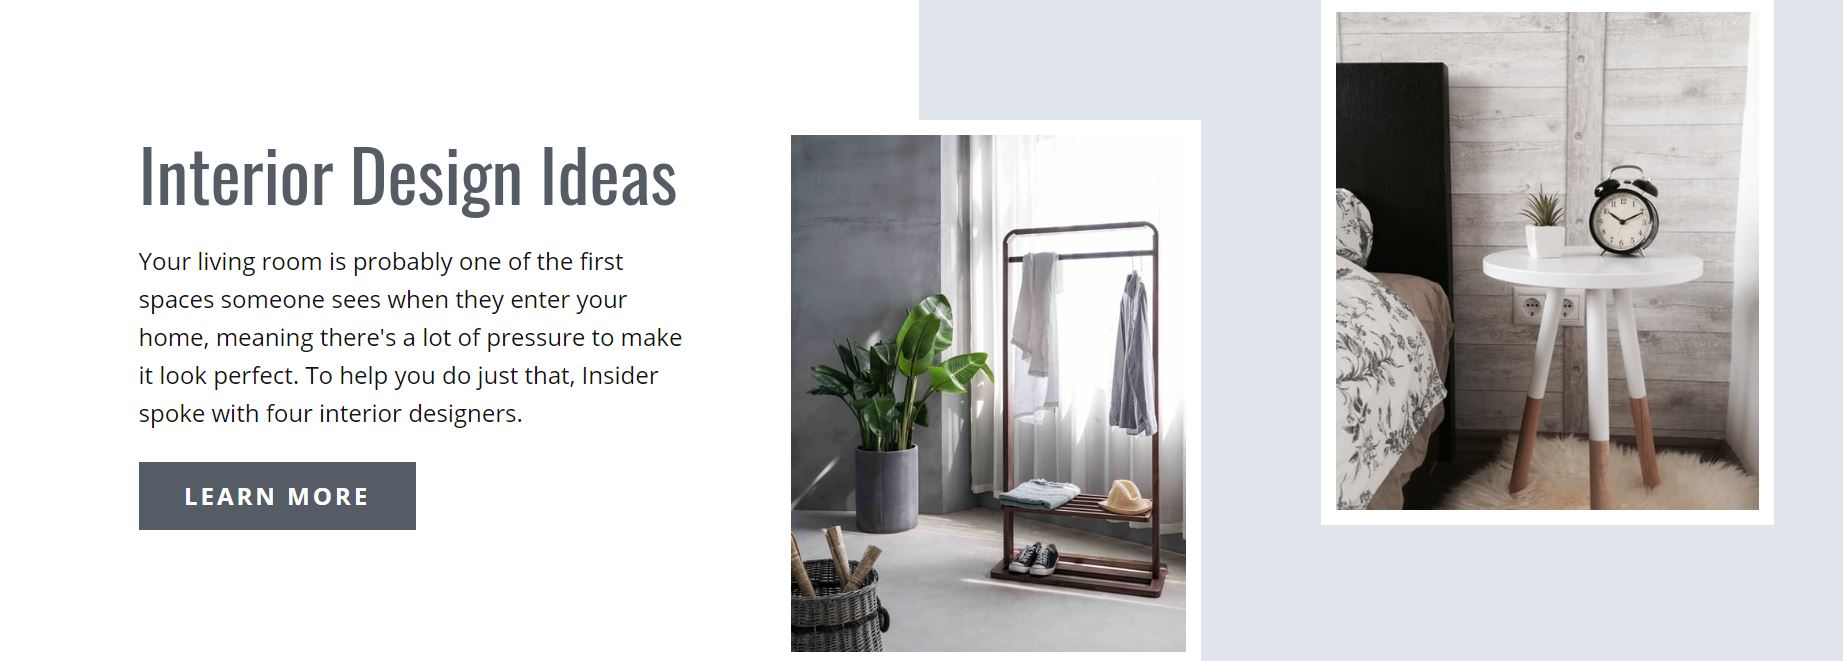 Interior Design Ideas
Your living room is probably one of the first
spaces someone sees when they enter your
home, meaning there's a lot of pressure to make
it look perfect. To help you do just that, Insider
spoke with four interior designers.
LEARN MORE